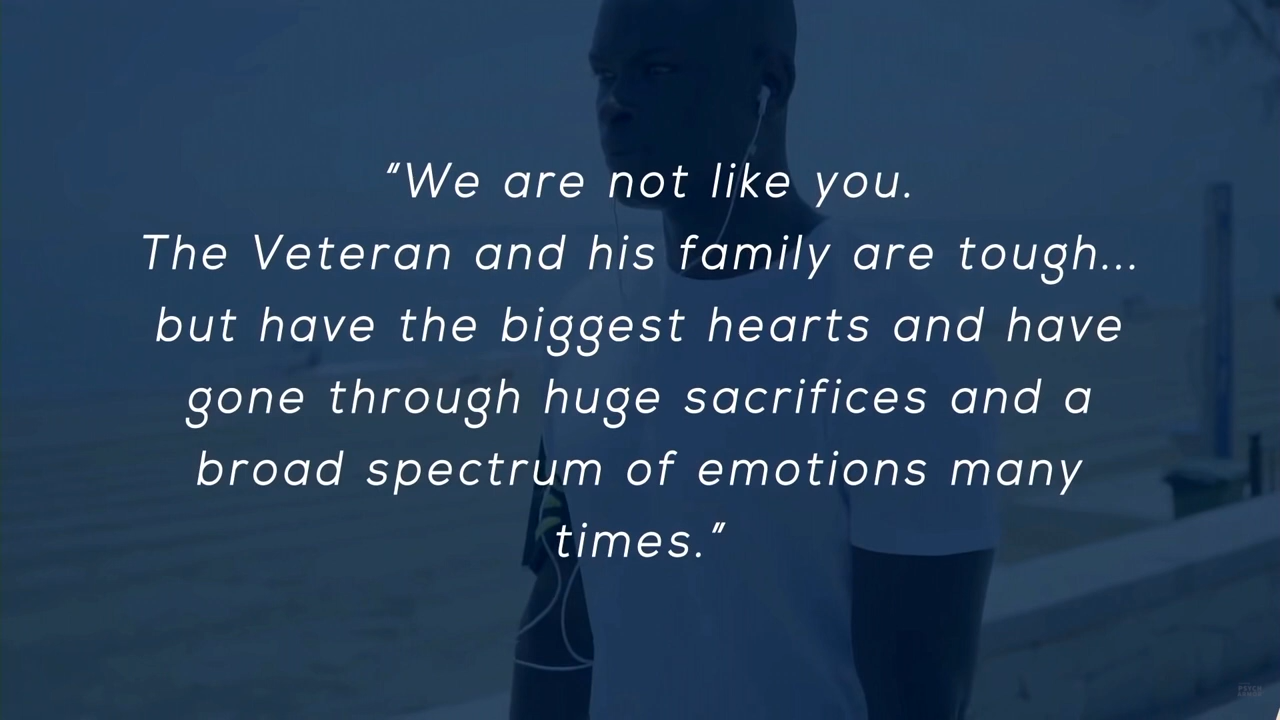 “We are not like you.
The Veteran and his family are tough...
but have the biggest hearts and have
gone through huge sacrifices and a
broad spectrum of emotions many
times.”